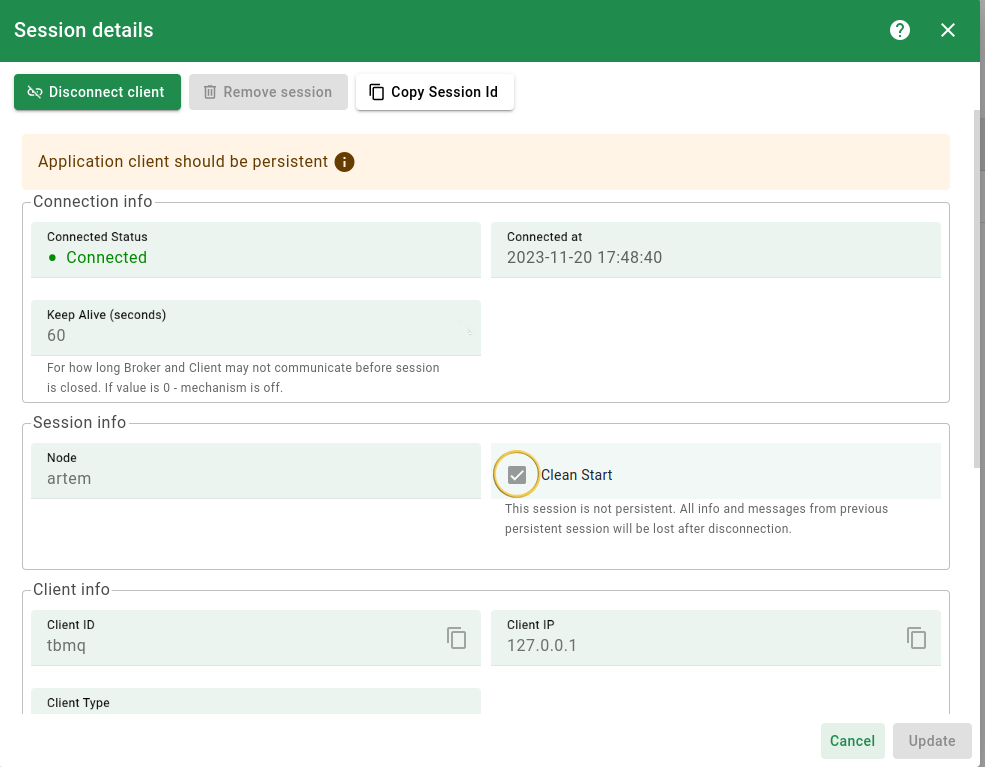 Session details
Disconnect client
Remove session
Copy Session Id
Application client should be persistent
Connection info
Connected Status
Connected
Connected at
2023-11-20 17:48:40
Keep Alive (seconds)
60
For how long Broker and Client may not communicate before session
is closed. If value is 0 - mechanism is off.
Session info
Node
artem
Clean Start
This session is not persistent. All info and messages from previous
persistent session will be lost after disconnection.
Client info
Client ID
tbmq
Client IP
127.0.0.1
Client Type
Cancel
Update